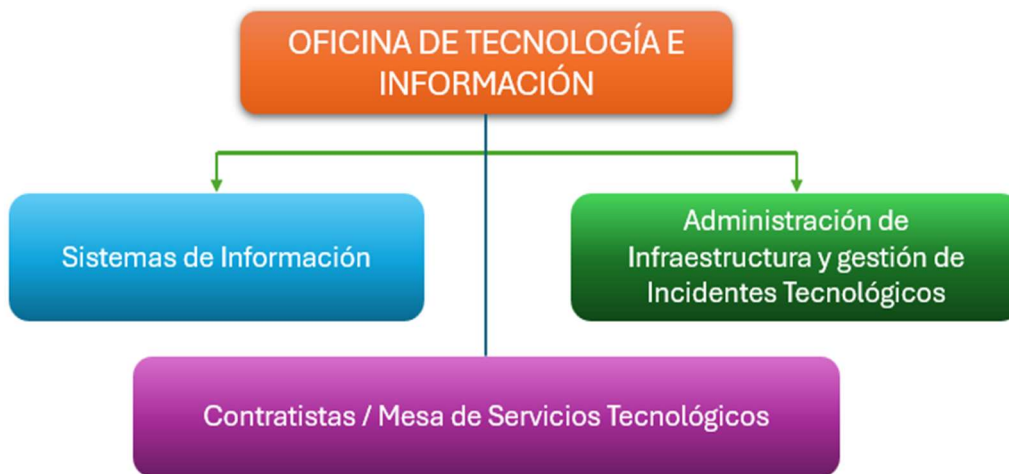 OFICINA DE TECNOLOGÍA E
INFORMACIÓN
Sistemas de Información
Administración de
Infraestructura y gestión de
Incidentes Tecnológicos
Contratistas / Mesa de Servicios Tecnológicos